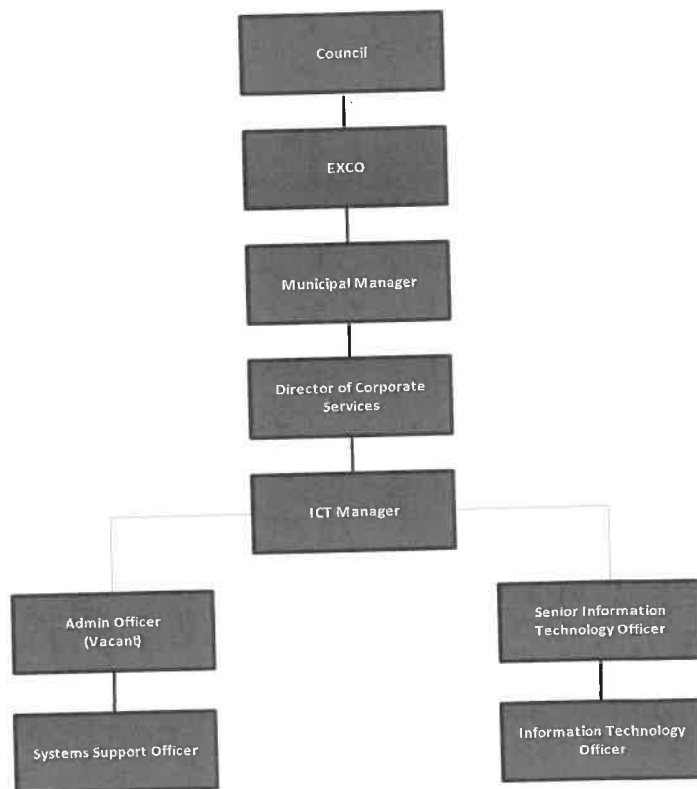 Council
EXCO
Municipal Manager
Director of Corporate
Services
ICT Manager
Admin Officer
(Vacant)
Senior Information
Technology Officer
Systems Support Officer
Information Technology
Officer